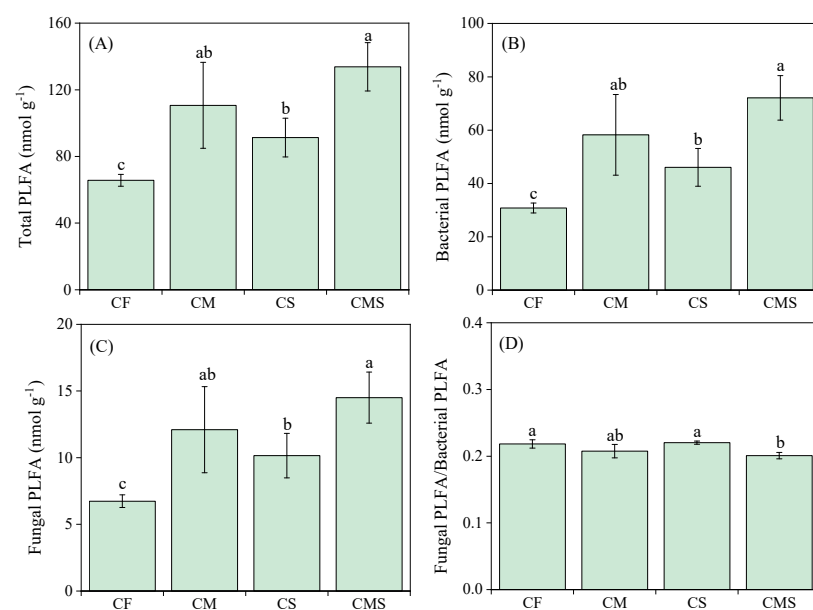 (A)
Total PLFA (nmol g⁻¹)
160
120
80
40
0
c
ab
b
a
CF CM CS CMS
(B)
Bacterial PLFA (nmol g⁻¹)
100
80
60
40
20
0
c
ab
b
a
CF CM CS CMS
(C)
Fungal PLFA (nmol g⁻¹)
20
15
10
5
0
c
ab
b
a
CF CM CS CMS
(D)
Fungal PLFA/Bacterial PLFA
0.4
0.3
0.2
0.1
0.0
a
ab
a
b
CF CM CS CMS